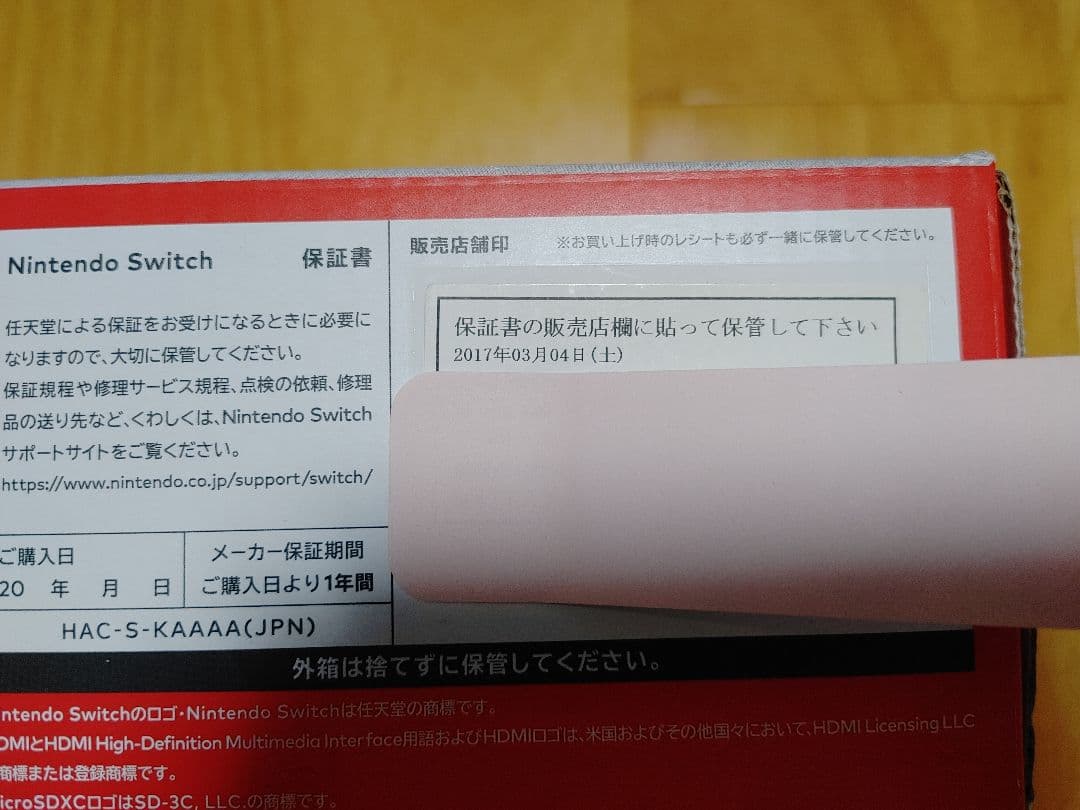 Nintendo Switch 保証書
任天堂による保証をお受けになるときに必要に
なりますので、大切に保管してください。
保証規程や修理サービス規程、点検の依頼、修理
品の送り先など、くわしくは、Nintendo Switch
サポートサイトをご覧ください。
https://www.nintendo.co.jp/support/switch/
ご購入日
20 年 月 日
メーカー保証期間
ご購入日より1年間
HAC-S-KAAAA(JPN)
販売店舗印 ※お買い上げ時のレシートも必ず一緒に保管してください。
保証書の販売店欄に貼って保管して下さい
2017年03月04日(土)
外箱は捨てずに保管してください。
ntendo Switchのロゴ・Nintendo Switchは任天堂の商標です。
DMIとHDMI High-Definition Multimedia Interface用語およびHDMIロゴは、米国およびその他国々において、HDMI Licensing LLC
商標または登録商標です。
icroSDXCロゴはSD-3C, LLC.の商標です。